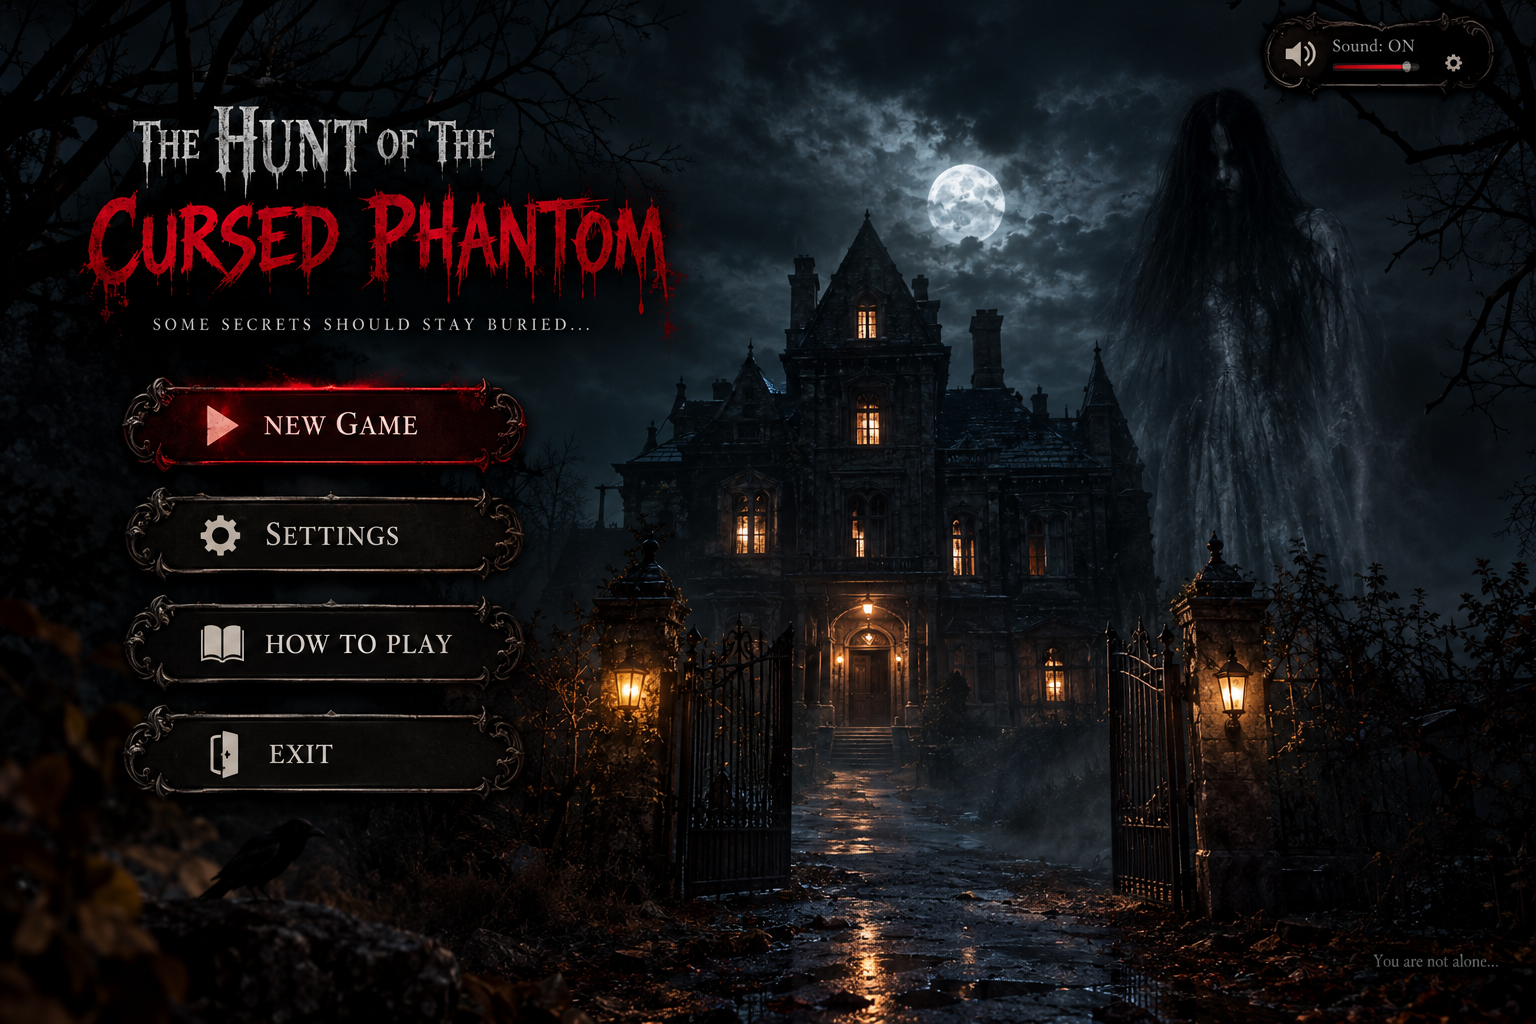 Sound: ON
THE HUNT OF THE
CURSED PHANTOM
SOME SECRETS SHOULD STAY BURIED...
NEW GAME
SETTINGS
HOW TO PLAY
EXIT
You are not alone...